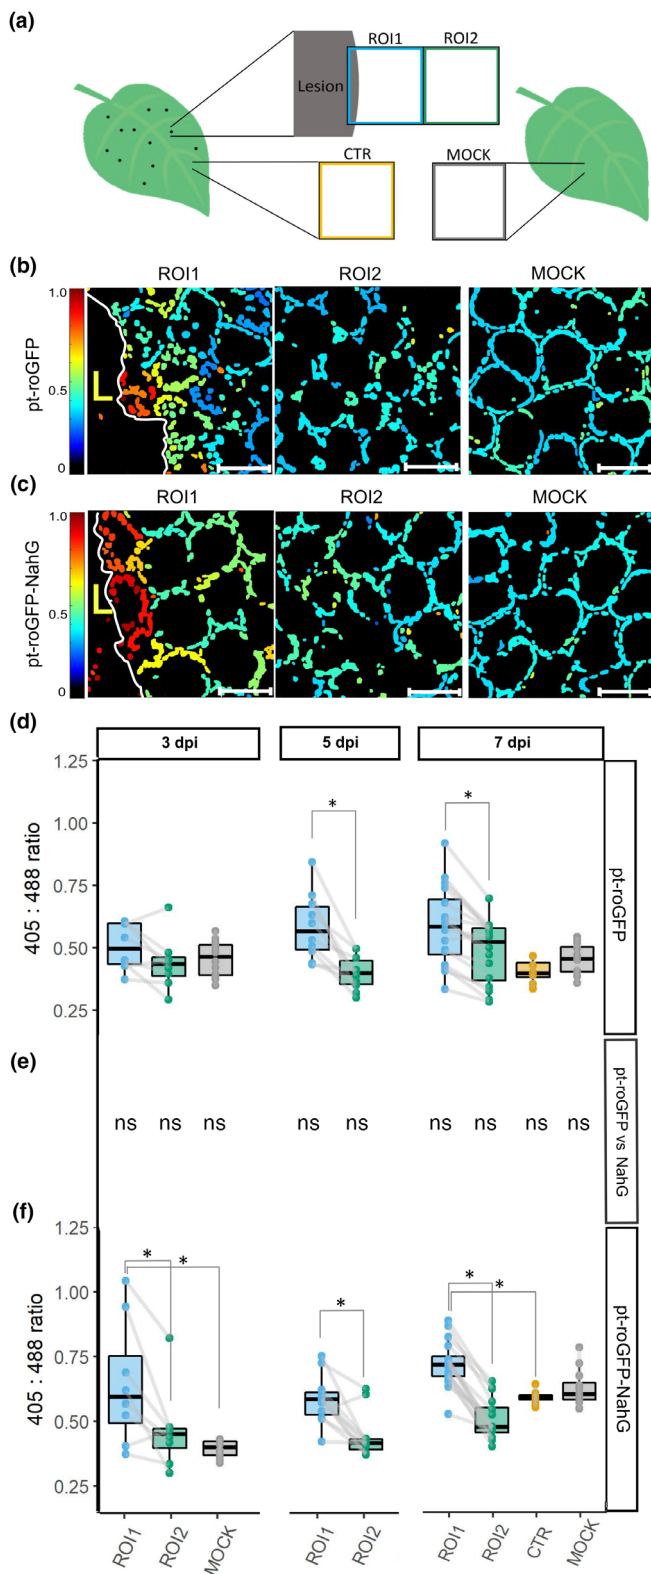 (a)
ROI1 ROI2
Lesion
CTR MOCK
(b)
ROI1 ROI2 MOCK
pt-roGFP
1.0
0.5
0
L
(c)
ROI1 ROI2 MOCK
pt-roGFP-NahG
1.0
0.5
0
L
(d)
3 dpi 5 dpi 7 dpi
405 : 488 ratio
1.25
1.00
0.75
0.50
0.25
* *
pt-roGFP
(e)
ns ns ns ns ns ns ns ns ns
pt-roGFP vs NahG
(f)
405 : 488 ratio
1.25
1.00
0.75
0.50
0.25
* * * * *
pt-roGFP-NahG
ROI1 ROI2 MOCK ROI1 ROI2 ROI1 ROI2 CTR MOCK